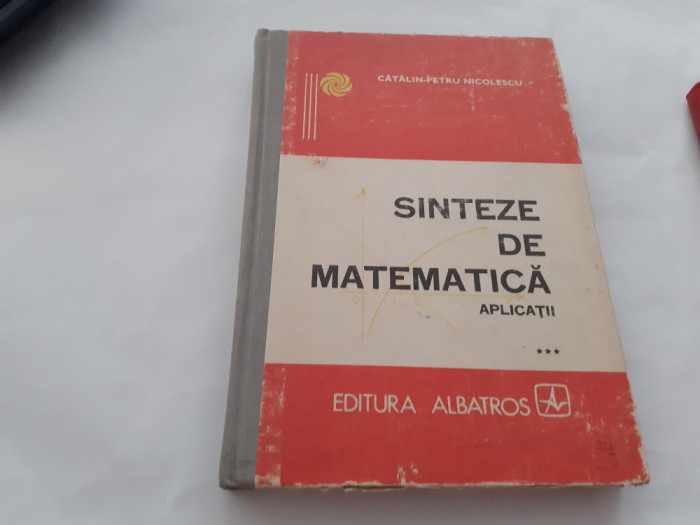 CĂTĂLIN-PETRU NICOLESCU
SINTEZE
DE
MATEMATICĂ
APLICAȚII
***
EDITURA ALBATROS